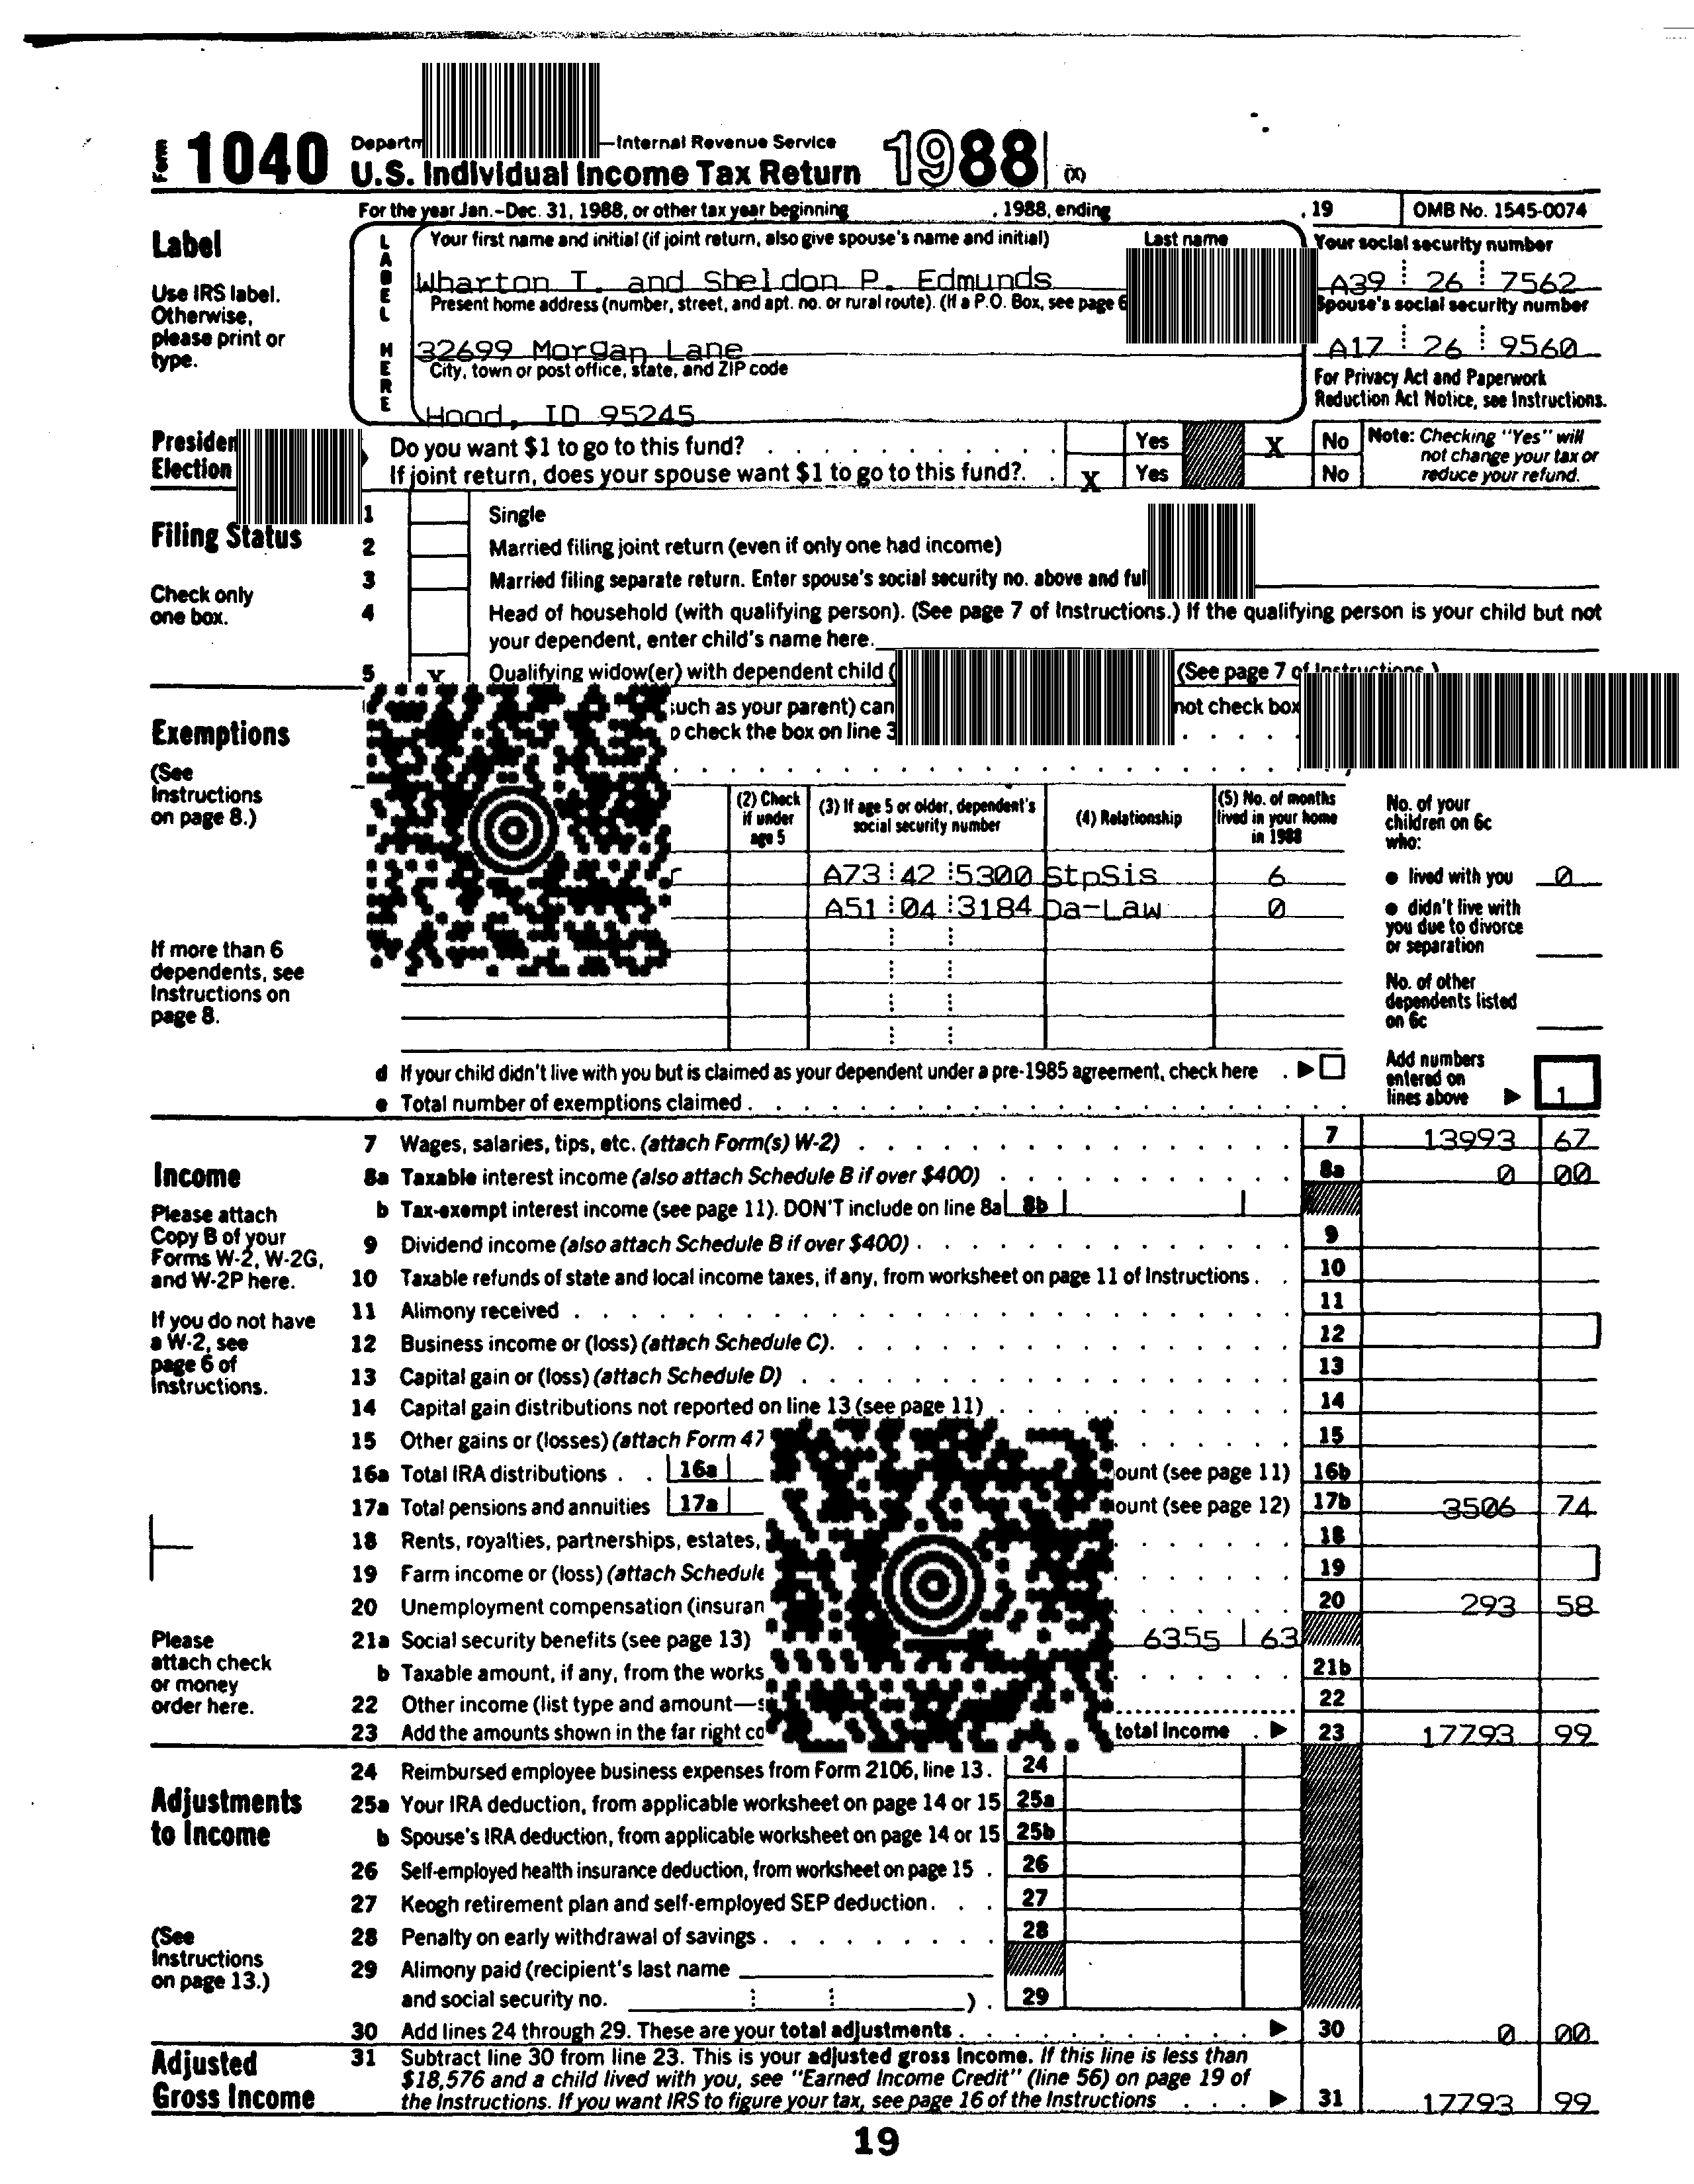 Form 1040 Internal Revenue Service
U.S. Individual Income Tax Return 1988 (X)
For the year Jan.-Dec. 31, 1988, or other tax year beginning , 1988, ending , 19 OMB No. 1545-0074
Label
Use IRS label.
Otherwise,
please print or
type.
LABEL HERE
Your first name and initial (if joint return, also give spouse's name and initial) Last name
Wharton T. and Sheldon P. Edmunds
Present home address (number, street, and apt. no. or rural route). (If a P.O. Box, see page 6
32699 Morgan Lane
City, town or post office, state, and ZIP code
Hood, ID 95245
Your social security number
A39 26 7562
Spouse's social security number
A17 26 9560
For Privacy Act and Paperwork
Reduction Act Notice, see Instructions.
Election
Do you want $1 to go to this fund? Yes X No
If joint return, does your spouse want $1 to go to this fund? X Yes No
Note: Checking "Yes" will
not change your tax or
reduce your refund.
Filing Status
Check only
one box.
1 Single
2 Married filing joint return (even if only one had income)
3 Married filing separate return. Enter spouse's social security no. above and
4 Head of household (with qualifying person). (See page 7 of Instructions.) If the qualifying person is your child but not
your dependent, enter child's name here.
5 X Qualifying widow(er) with dependent child ( (See page 7 of Instructions.)
Exemptions
(See
Instructions
on page 8.)
such as your parent) can not check box
check the box on line 3
(2) Check
if under
age 5
(3) If age 5 or older, dependent's
social security number
(4) Relationship
(5) No. of months
lived in your home
in 1988
A73 42 5300 StpSis 6
A51 04 3184 Da-Law 0
If more than 6
dependents, see
Instructions on
page 8.
No. of your
children on 6c
who:
● lived with you 0
● didn't live with
you due to divorce
or separation
No. of other
dependents listed
on 6c
d If your child didn't live with you but is claimed as your dependent under a pre-1985 agreement, check here
e Total number of exemptions claimed
Add numbers
entered on
lines above 1
Income
Please attach
Copy B of your
Forms W-2, W-2G,
and W-2P here.
If you do not have
a W-2, see
page 6 of
Instructions.
Please
attach check
or money
order here.
7 Wages, salaries, tips, etc. (attach Form(s) W-2) 7 13993 67
8a Taxable interest income (also attach Schedule B if over $400) 8a 0 00
b Tax-exempt interest income (see page 11). DON'T include on line 8a 8b
9 Dividend income (also attach Schedule B if over $400) 9
10 Taxable refunds of state and local income taxes, if any, from worksheet on page 11 of Instructions 10
11 Alimony received 11
12 Business income or (loss) (attach Schedule C) 12
13 Capital gain or (loss) (attach Schedule D) 13
14 Capital gain distributions not reported on line 13 (see page 11) 14
15 Other gains or (losses) (attach Form 47 15
16a Total IRA distributions 16a ount (see page 11) 16b
17a Total pensions and annuities 17a ount (see page 12) 17b 3506 74
18 Rents, royalties, partnerships, estates, 18
19 Farm income or (loss) (attach Schedule 19
20 Unemployment compensation (insuran 20 293 58
21a Social security benefits (see page 13) 6355 63
b Taxable amount, if any, from the works 21b
22 Other income (list type and amount— 22
23 Add the amounts shown in the far right co total income 23 17793 99
Adjustments
to Income
(See
Instructions
on page 13.)
24 Reimbursed employee business expenses from Form 2106, line 13 24
25a Your IRA deduction, from applicable worksheet on page 14 or 15 25a
b Spouse's IRA deduction, from applicable worksheet on page 14 or 15 25b
26 Self-employed health insurance deduction, from worksheet on page 15 26
27 Keogh retirement plan and self-employed SEP deduction 27
28 Penalty on early withdrawal of savings 28
29 Alimony paid (recipient's last name
and social security no. ) 29
30 Add lines 24 through 29. These are your total adjustments 30 0 00
Adjusted
Gross Income
31 Subtract line 30 from line 23. This is your adjusted gross income. If this line is less than
$18,576 and a child lived with you, see "Earned Income Credit" (line 56) on page 19 of
the Instructions. If you want IRS to figure your tax, see page 16 of the Instructions 31 17793 99
19